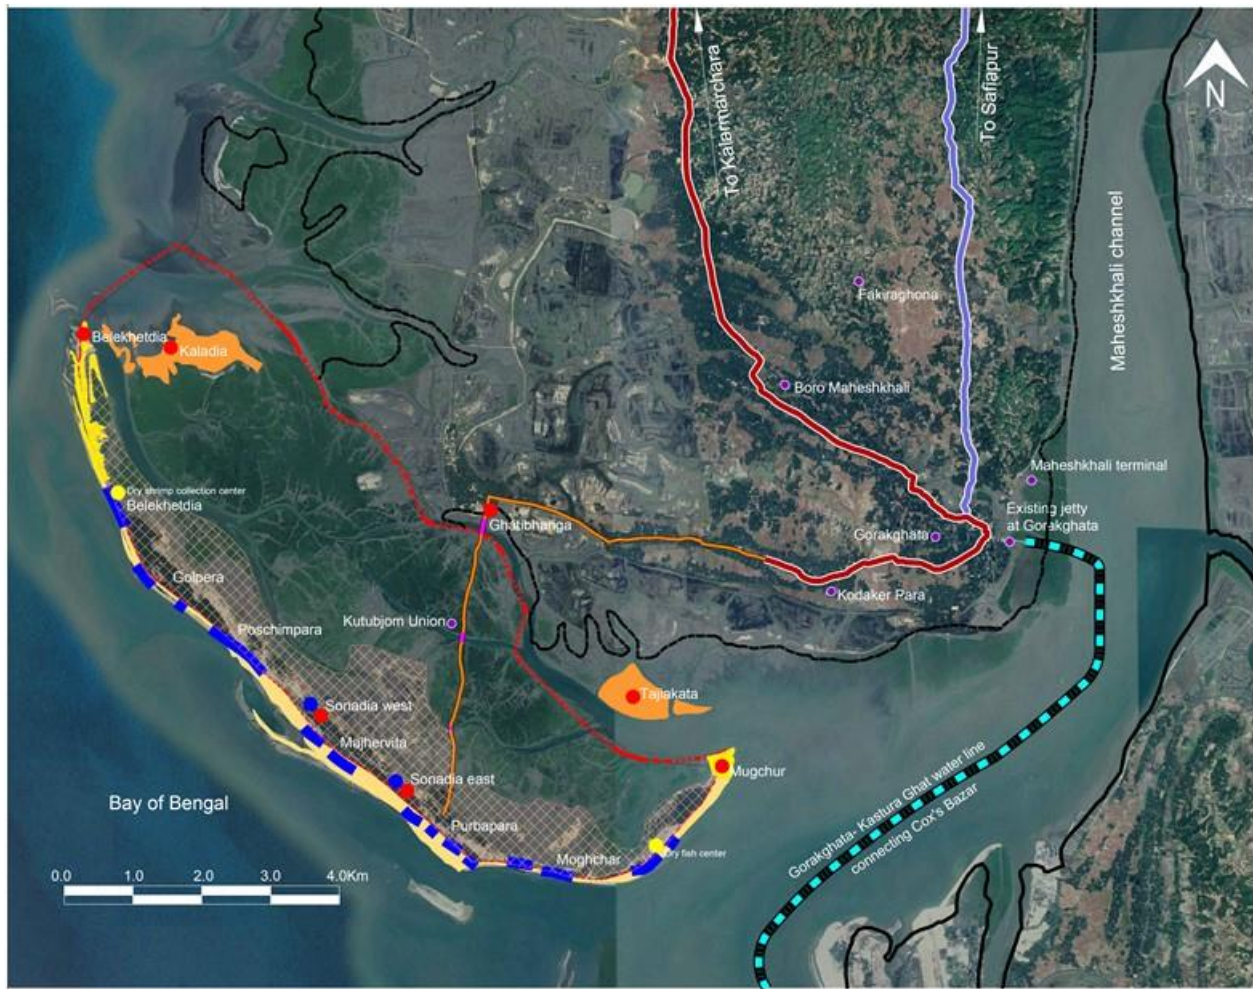 To Kalarmarchara
To Safiapur
N
Maheshkhali channel
Fakiraghona
Belekhetdia
Kaladia
Boro Maheshkhali
Maheshkhali terminal
Dry shrimp collection center
Belekhetdia
Existing jetty
at Gorakghata
Ghatibhanga
Gorakghata
Golpera
Kodaker Para
Kutubjom Union
Poschimpara
Tajiakata
Sonadia west
Majhervita
Mugchur
Sonadia east
Bay of Bengal
Purbapara
Gorakghata- Kastura Ghat water line
connecting Cox's Bazar
Dry fish center
Moghchar
0.0 1.0 2.0 3.0 4.0Km